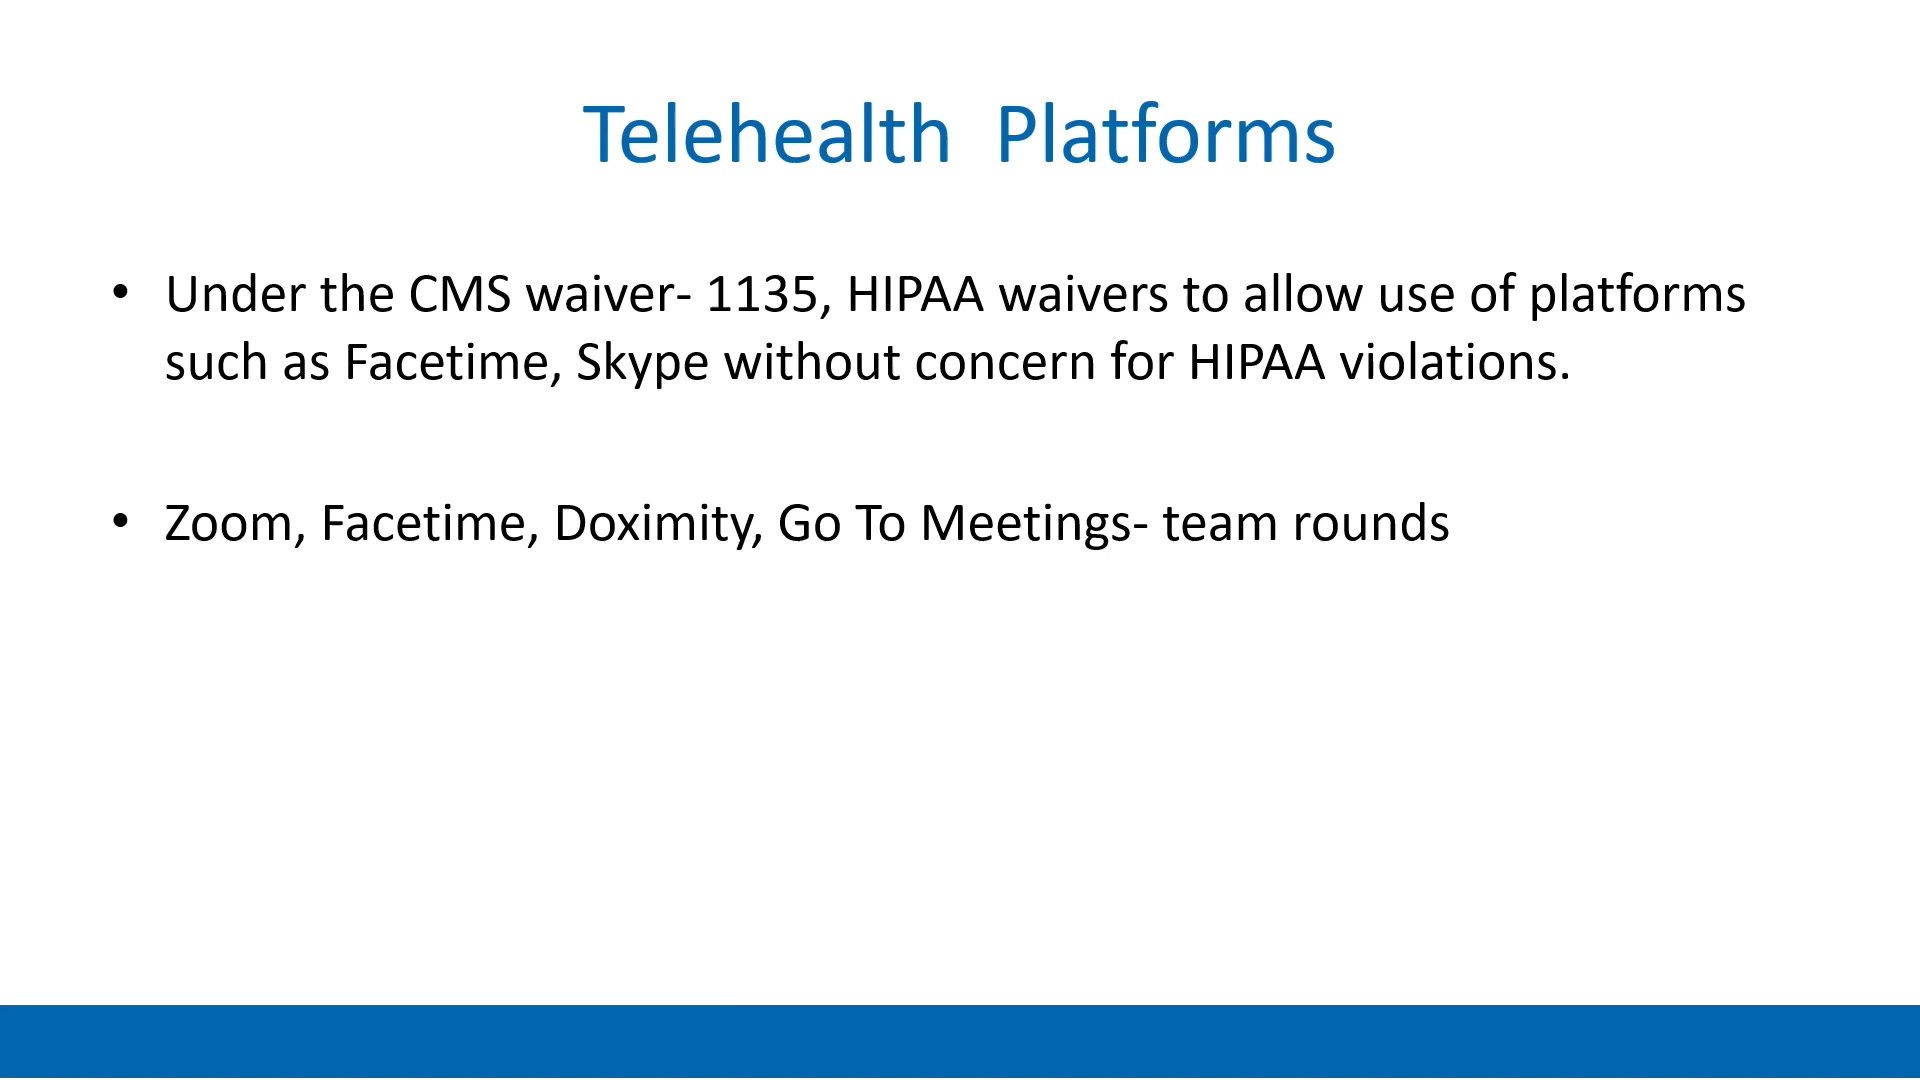 Telehealth  Platforms
• Under the CMS waiver- 1135, HIPAA waivers to allow use of platforms
such as Facetime, Skype without concern for HIPAA violations.
• Zoom, Facetime, Doximity, Go To Meetings- team rounds